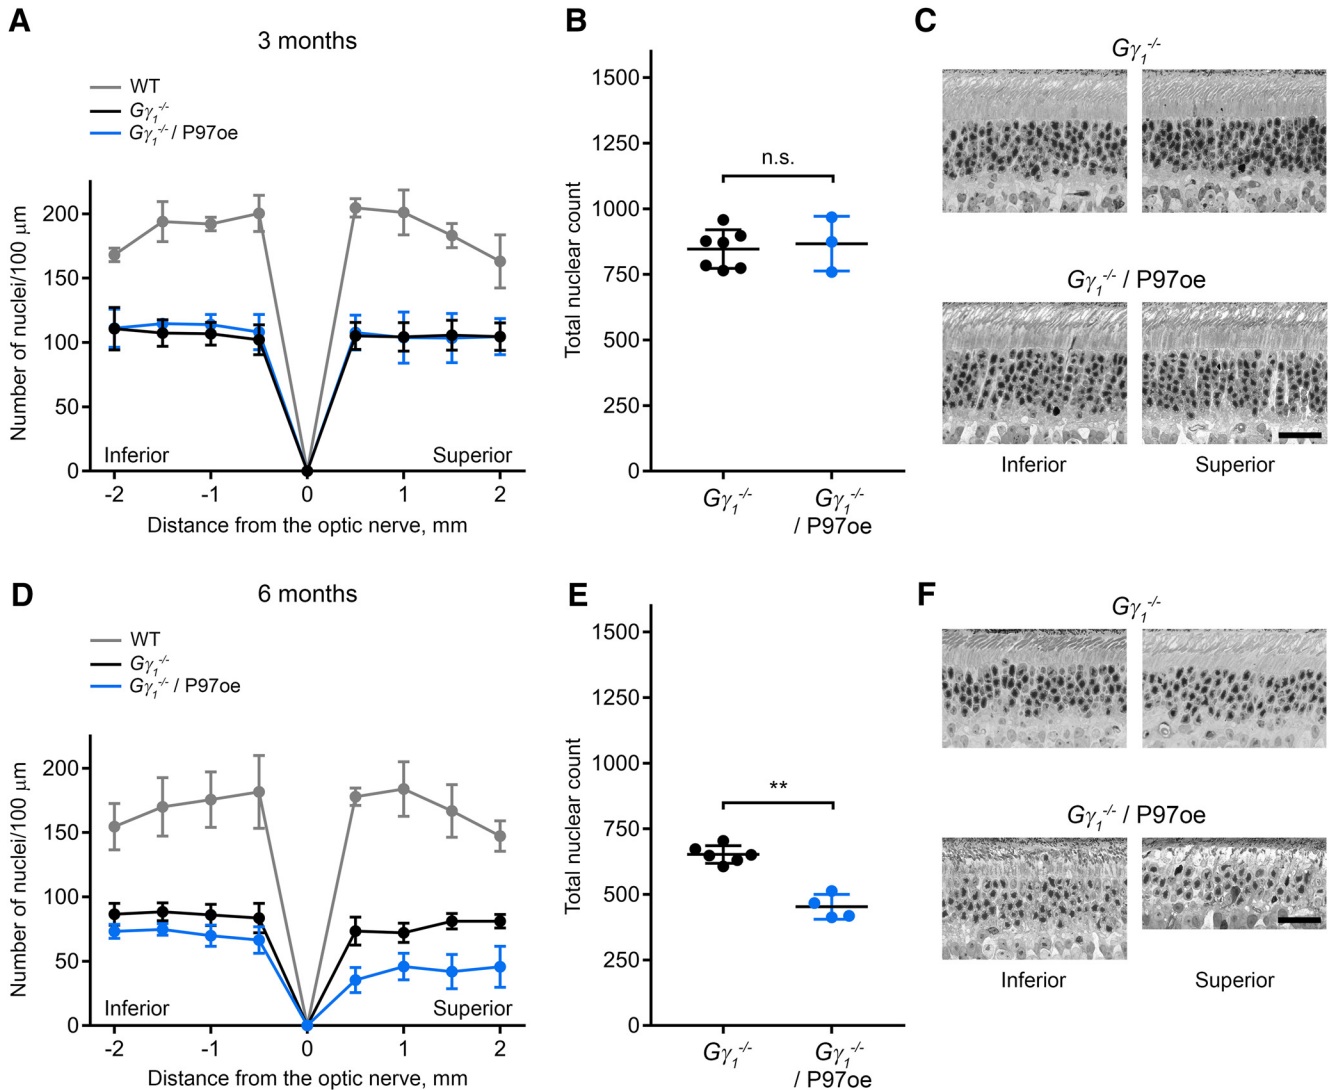 A
3 months
WT
Gγ₁⁻/⁻
Gγ₁⁻/⁻ / P97oe
Number of nuclei/100 μm
200
150
100
50
0
Inferior
Superior
-2
-1
0
1
2
Distance from the optic nerve, mm
B
Total nuclear count
1500
1250
1000
750
500
250
0
n.s.
Gγ₁⁻/⁻
Gγ₁⁻/⁻
/ P97oe
C
Gγ₁⁻/⁻
Gγ₁⁻/⁻ / P97oe
Inferior
Superior
D
6 months
WT
Gγ₁⁻/⁻
Gγ₁⁻/⁻ / P97oe
Number of nuclei/100 μm
200
150
100
50
0
Inferior
Superior
-2
-1
0
1
2
Distance from the optic nerve, mm
E
Total nuclear count
1500
1250
1000
750
500
250
0
**
Gγ₁⁻/⁻
Gγ₁⁻/⁻
/ P97oe
F
Gγ₁⁻/⁻
Gγ₁⁻/⁻ / P97oe
Inferior
Superior